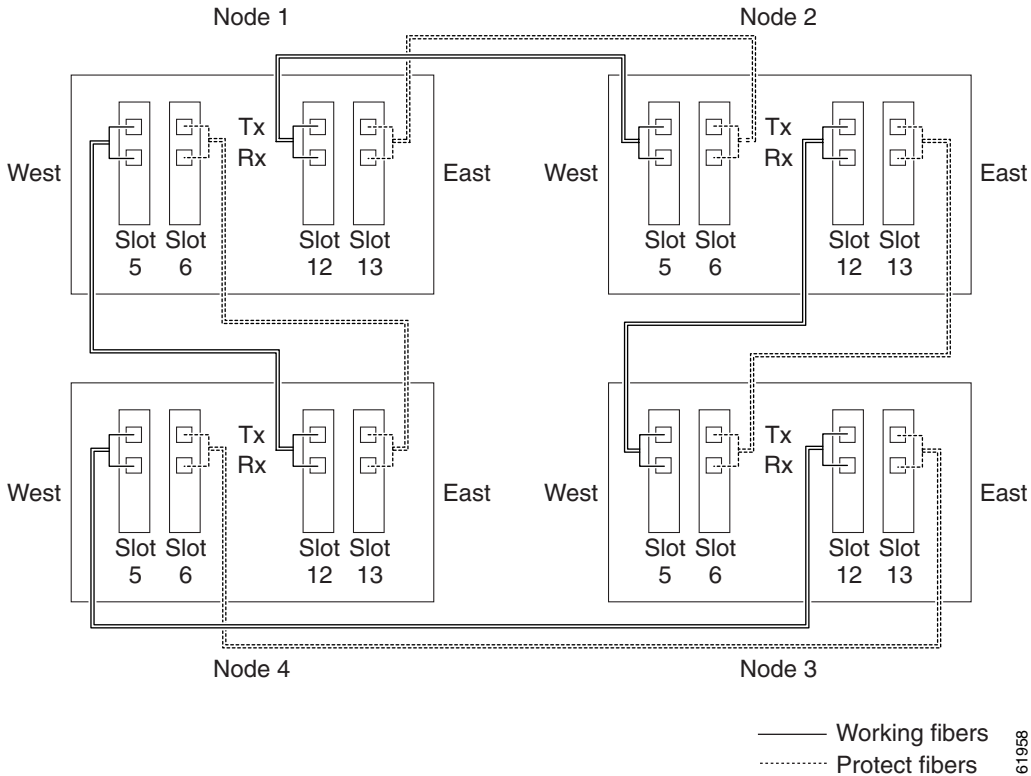 Node 1
Node 2
Tx
Rx
Tx
Rx
West
East
West
East
Slot Slot
5 6
Slot Slot
12 13
Slot Slot
5 6
Slot Slot
12 13
Tx
Rx
Tx
Rx
West
East
West
East
Slot Slot
5 6
Slot Slot
12 13
Slot Slot
5 6
Slot Slot
12 13
Node 4
Node 3
Working fibers
Protect fibers
61958